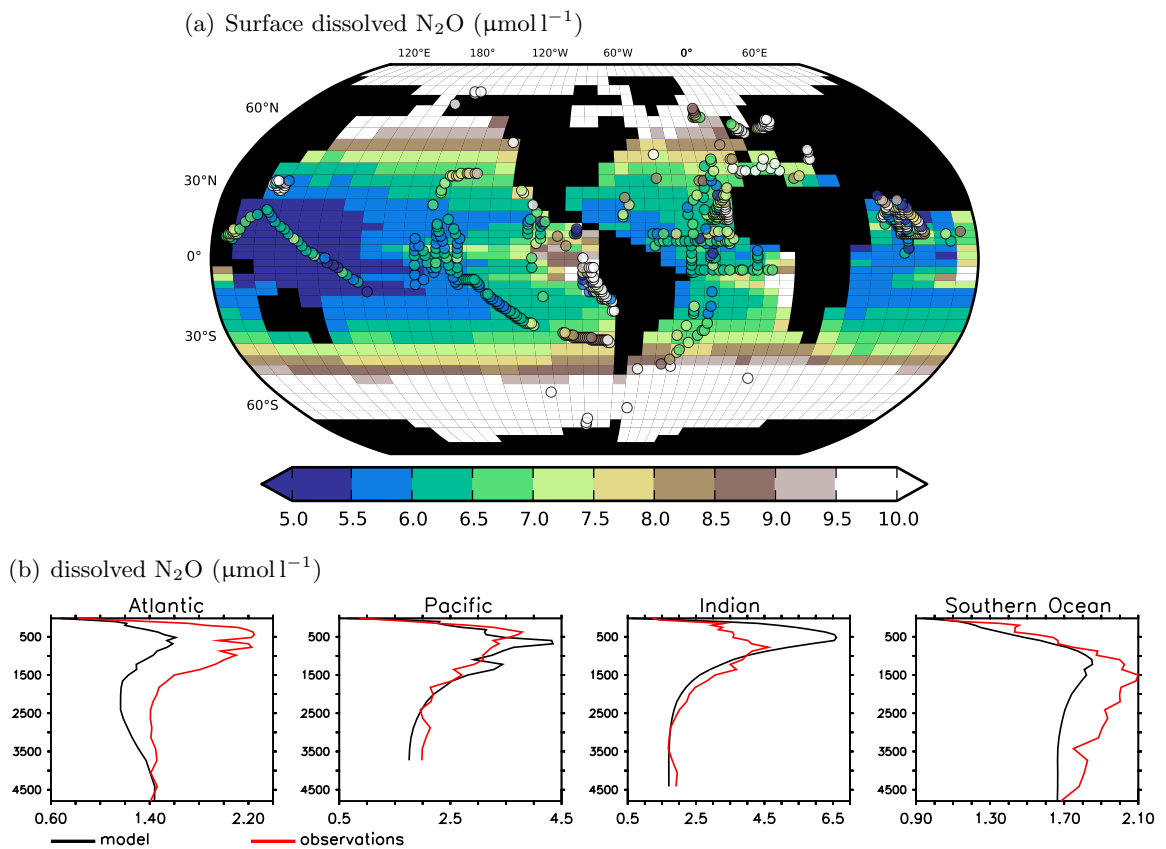 (a) Surface dissolved N₂O (μmol l⁻¹)
120°E 180° 120°W 60°W 0° 60°E
60°N
30°N
0°
30°S
60°S
5.0 5.5 6.0 6.5 7.0 7.5 8.0 8.5 9.0 9.5 10.0
(b) dissolved N₂O (μmol l⁻¹)
Atlantic Pacific Indian Southern Ocean
500 500 500 500
1500 1500 1500 1500
2500 2500 2500 2500
3500 3500 3500 3500
4500 4500 4500 4500
0.60 1.20 1.60 2.20 0.5 2.5 4.5 0.5 2.5 4.5 6.5 0.90 1.30 1.70 2.10
model observations